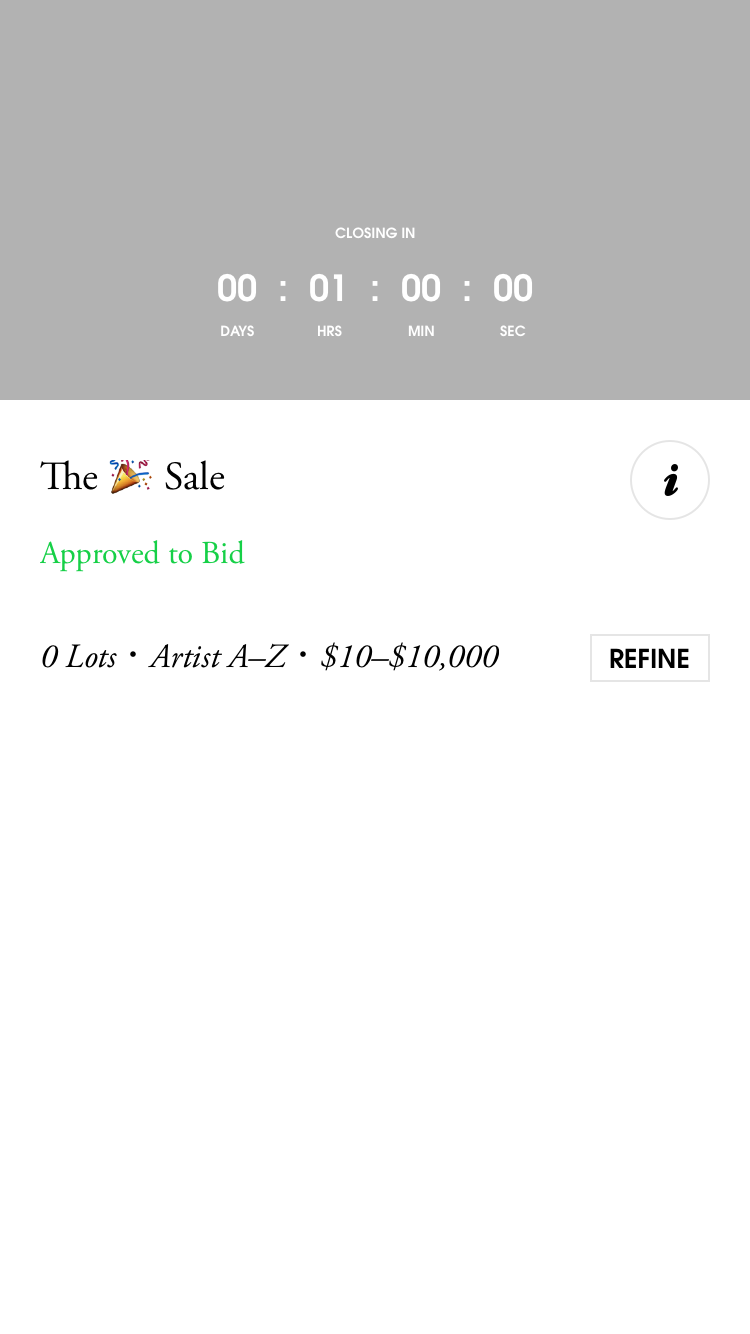 CLOSING IN
00 : 01 : 00 : 00
DAYS HRS MIN SEC
The 🎉 Sale
i
Approved to Bid
0 Lots • Artist A–Z • $10–$10,000
REFINE